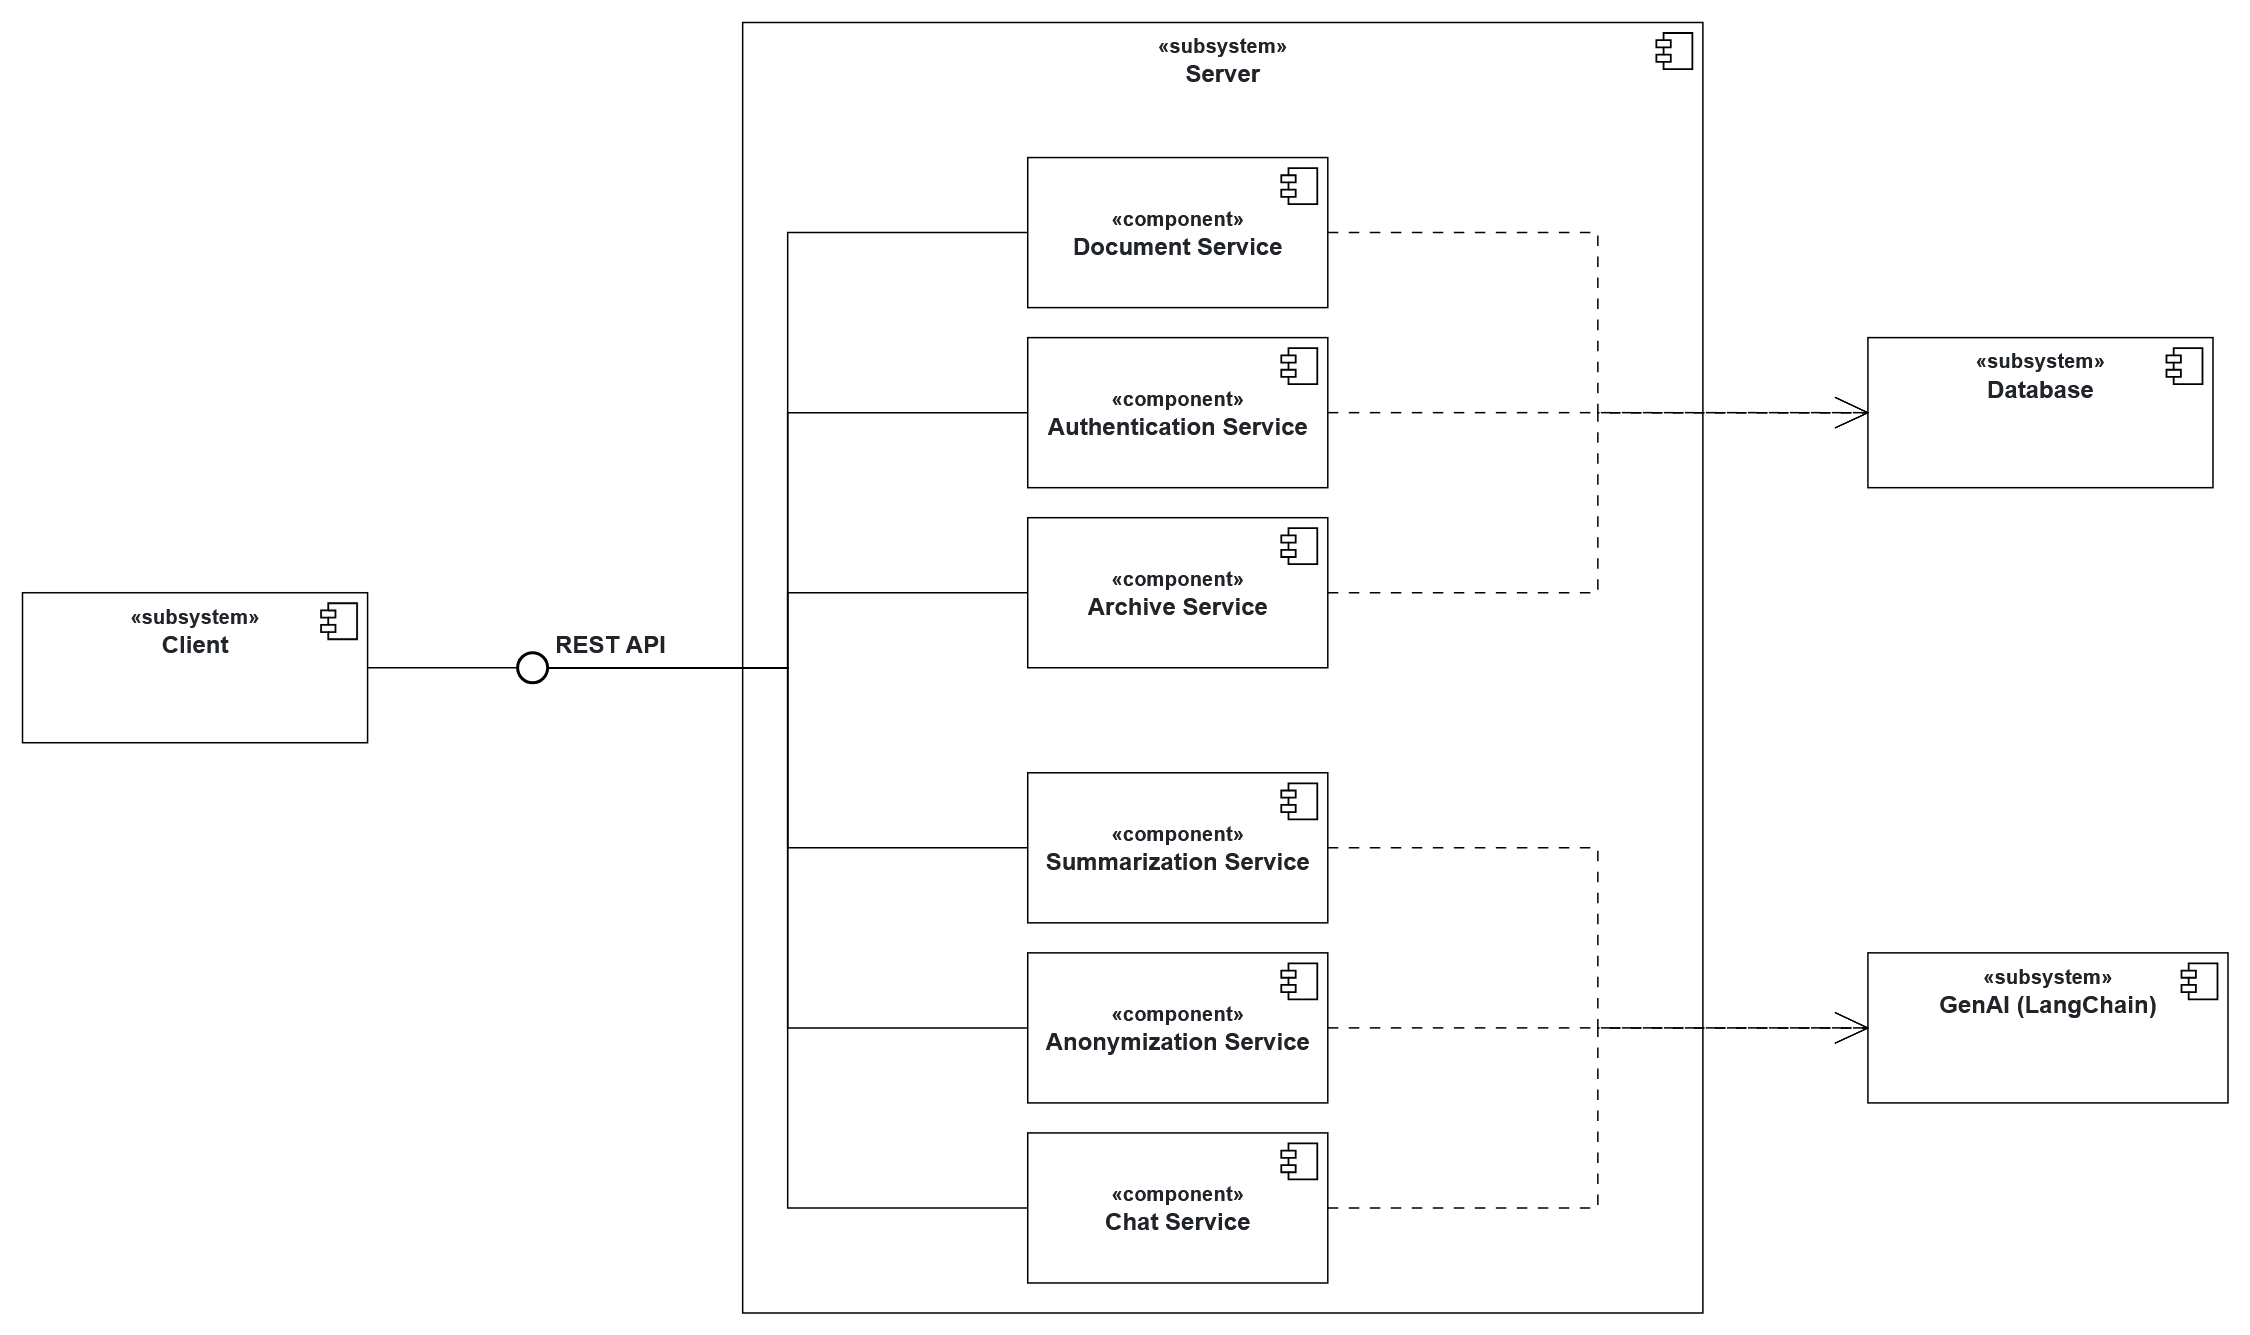 «subsystem»
Server
«component»
Document Service
«component»
Authentication Service
«subsystem»
Database
«component»
Archive Service
«subsystem»
Client
REST API
«component»
Summarization Service
«component»
Anonymization Service
«subsystem»
GenAI (LangChain)
«component»
Chat Service